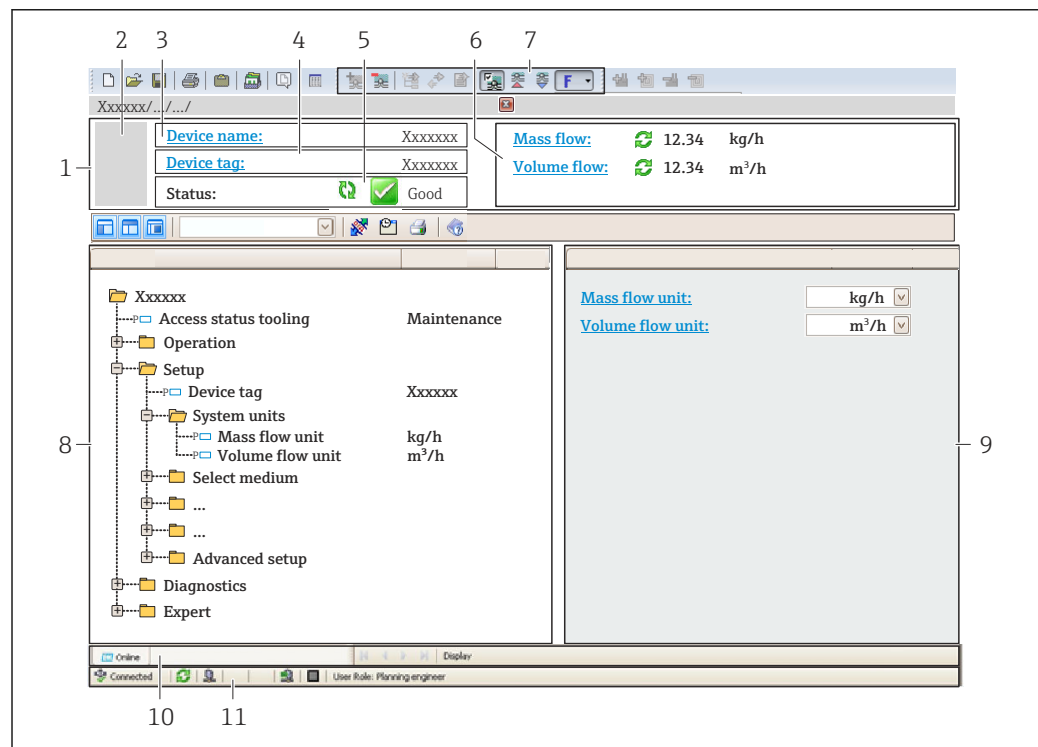 2 3 4 5 6 7
F
Xxxxxx/.../.../
1
Device name: Xxxxxxx
Device tag: Xxxxxxx
Status: Good
Mass flow: 12.34 kg/h
Volume flow: 12.34 m³/h
Xxxxxx
P Access status tooling Maintenance
Operation
Setup
P Device tag Xxxxxx
System units
P Mass flow unit kg/h
P Volume flow unit m³/h
Select medium
...
...
Advanced setup
Diagnostics
Expert
8
Mass flow unit: kg/h
Volume flow unit: m³/h
9
Online Display
Connected User Role: Planning engineer
10 11